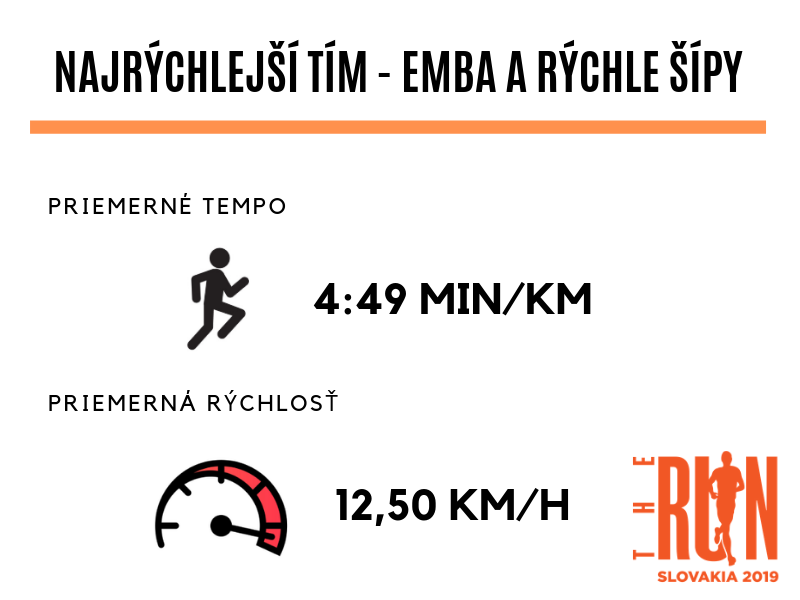 NAJRÝCHLEJŠÍ TÍM - EMBA A RÝCHLE ŠÍPY
PRIEMERNÉ TEMPO
4:49 MIN/KM
PRIEMERNÁ RÝCHLOSŤ
12,50 KM/H
THE
RUN
SLOVAKIA 2019